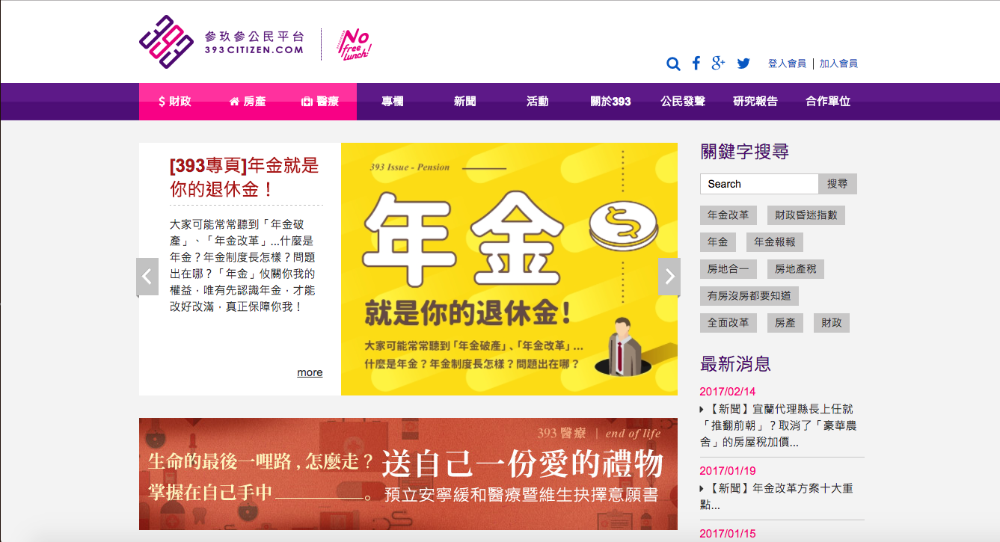 參玖參公民平台
393CITIZEN.COM
No free lunch!
登入會員 | 加入會員
$ 財政
房產
醫療
專欄
新聞
活動
關於393
公民發聲
研究報告
合作單位
[393專頁]年金就是
你的退休金！
大家可能常常聽到「年金破
產」、「年金改革」...什麼是
年金？年金制度長怎樣？問題
出在哪？「年金」攸關你我的
權益，唯有先認識年金，才能
改好改滿，真正保障你我！
more
393 Issue - Pension
年金
就是你的退休金！
大家可能常常聽到「年金破產」、「年金改革」...
什麼是年金？年金制度長怎樣？問題出在哪？
393 醫療 | end of life
生命的最後一哩路，怎麼走？
掌握在自己手中________。
送自己一份愛的禮物
預立安寧緩和醫療暨維生抉擇意願書
關鍵字搜尋
Search
搜尋
年金改革
財政昏迷指數
年金
年金報報
房地合一
房地產稅
有房沒房都要知道
全面改革
房產
財政
最新消息
2017/02/14
【新聞】宜蘭代理縣長上任就
「推翻前朝」？取消了「豪華農
舍」的房屋稅加價...
2017/01/19
【新聞】年金改革方案十大重
點...
2017/01/15